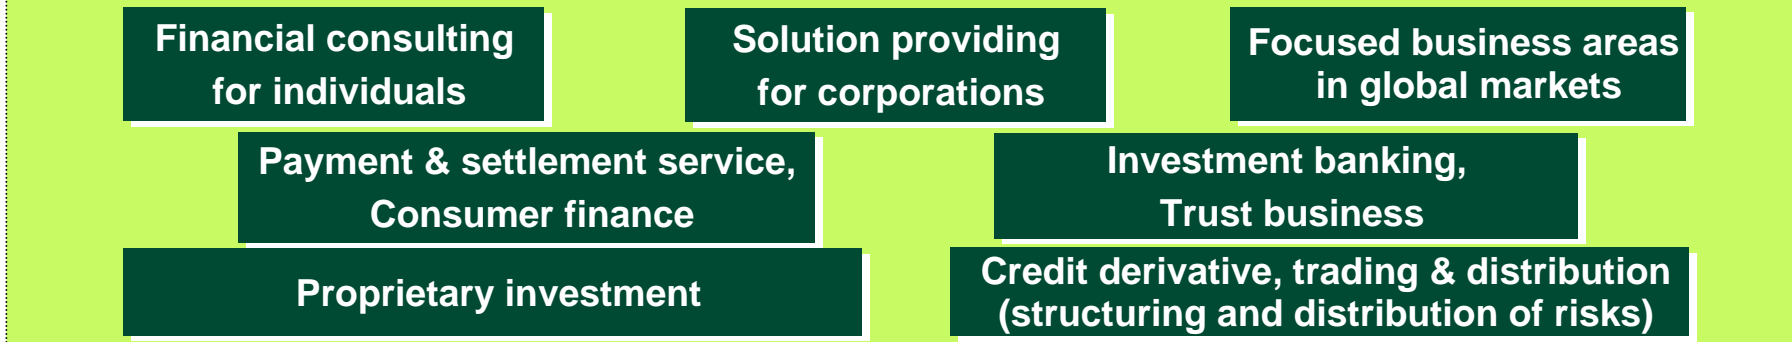 Financial consulting
for individuals
Solution providing
for corporations
Focused business areas
in global markets
Payment & settlement service,
Consumer finance
Investment banking,
Trust business
Proprietary investment
Credit derivative, trading & distribution
(structuring and distribution of risks)